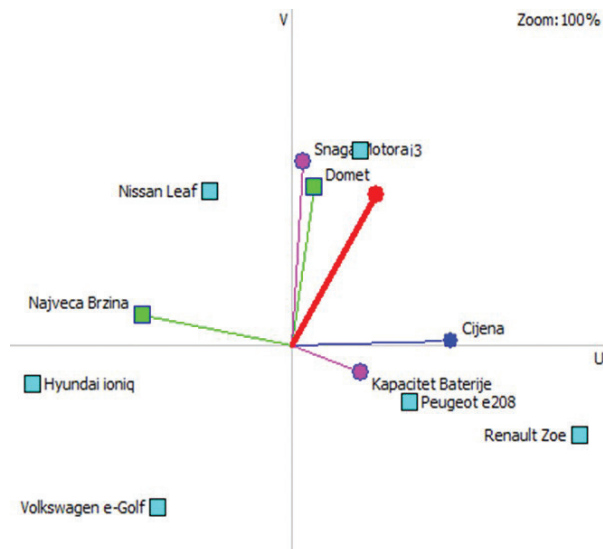 V
Zoom: 100%
Snaga Motora i3
Nissan Leaf
Domet
Najveca Brzina
Cijena
U
Kapacitet Baterije
Hyundai ioniq
Peugeot e208
Renault Zoe
Volkswagen e-Golf